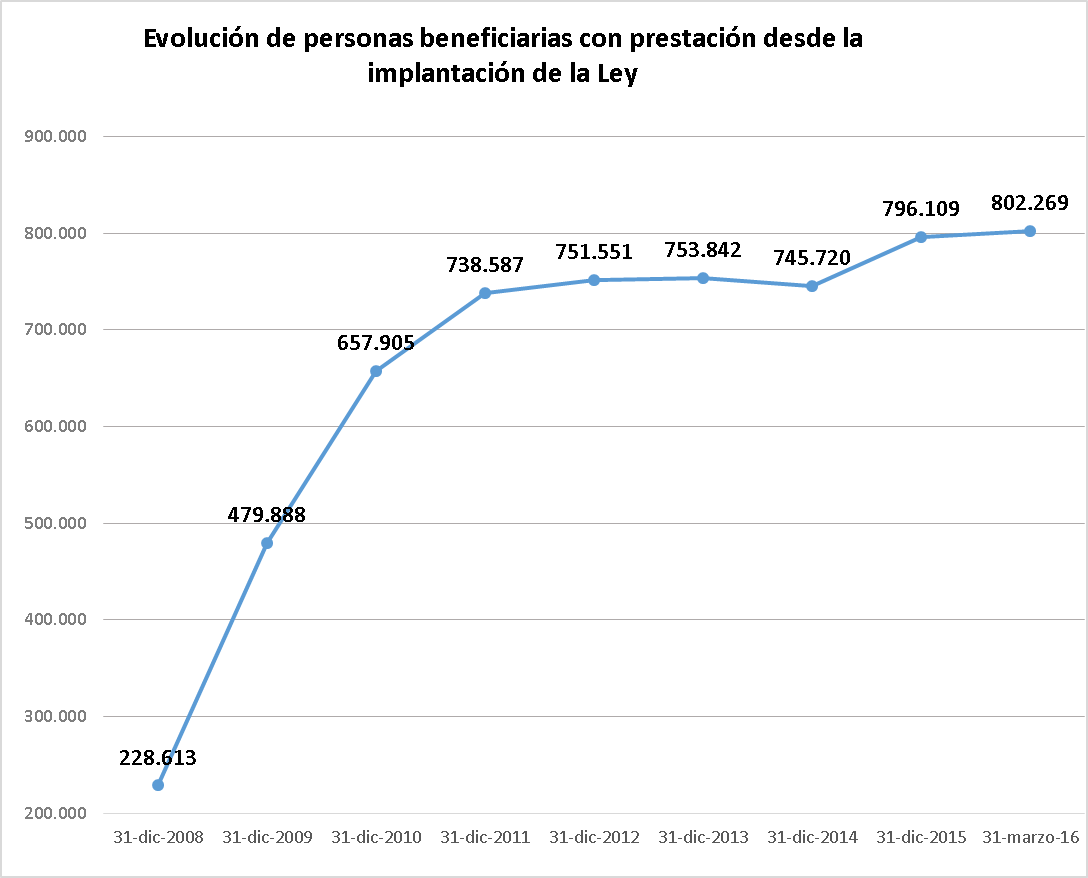 Evolución de personas beneficiarias con prestación desde la
implantación de la Ley
900.000
800.000
700.000
600.000
500.000
400.000
300.000
200.000
228.613
479.888
657.905
738.587
751.551
753.842
745.720
796.109
802.269
31-dic-2008
31-dic-2009
31-dic-2010
31-dic-2011
31-dic-2012
31-dic-2013
31-dic-2014
31-dic-2015
31-marzo-16